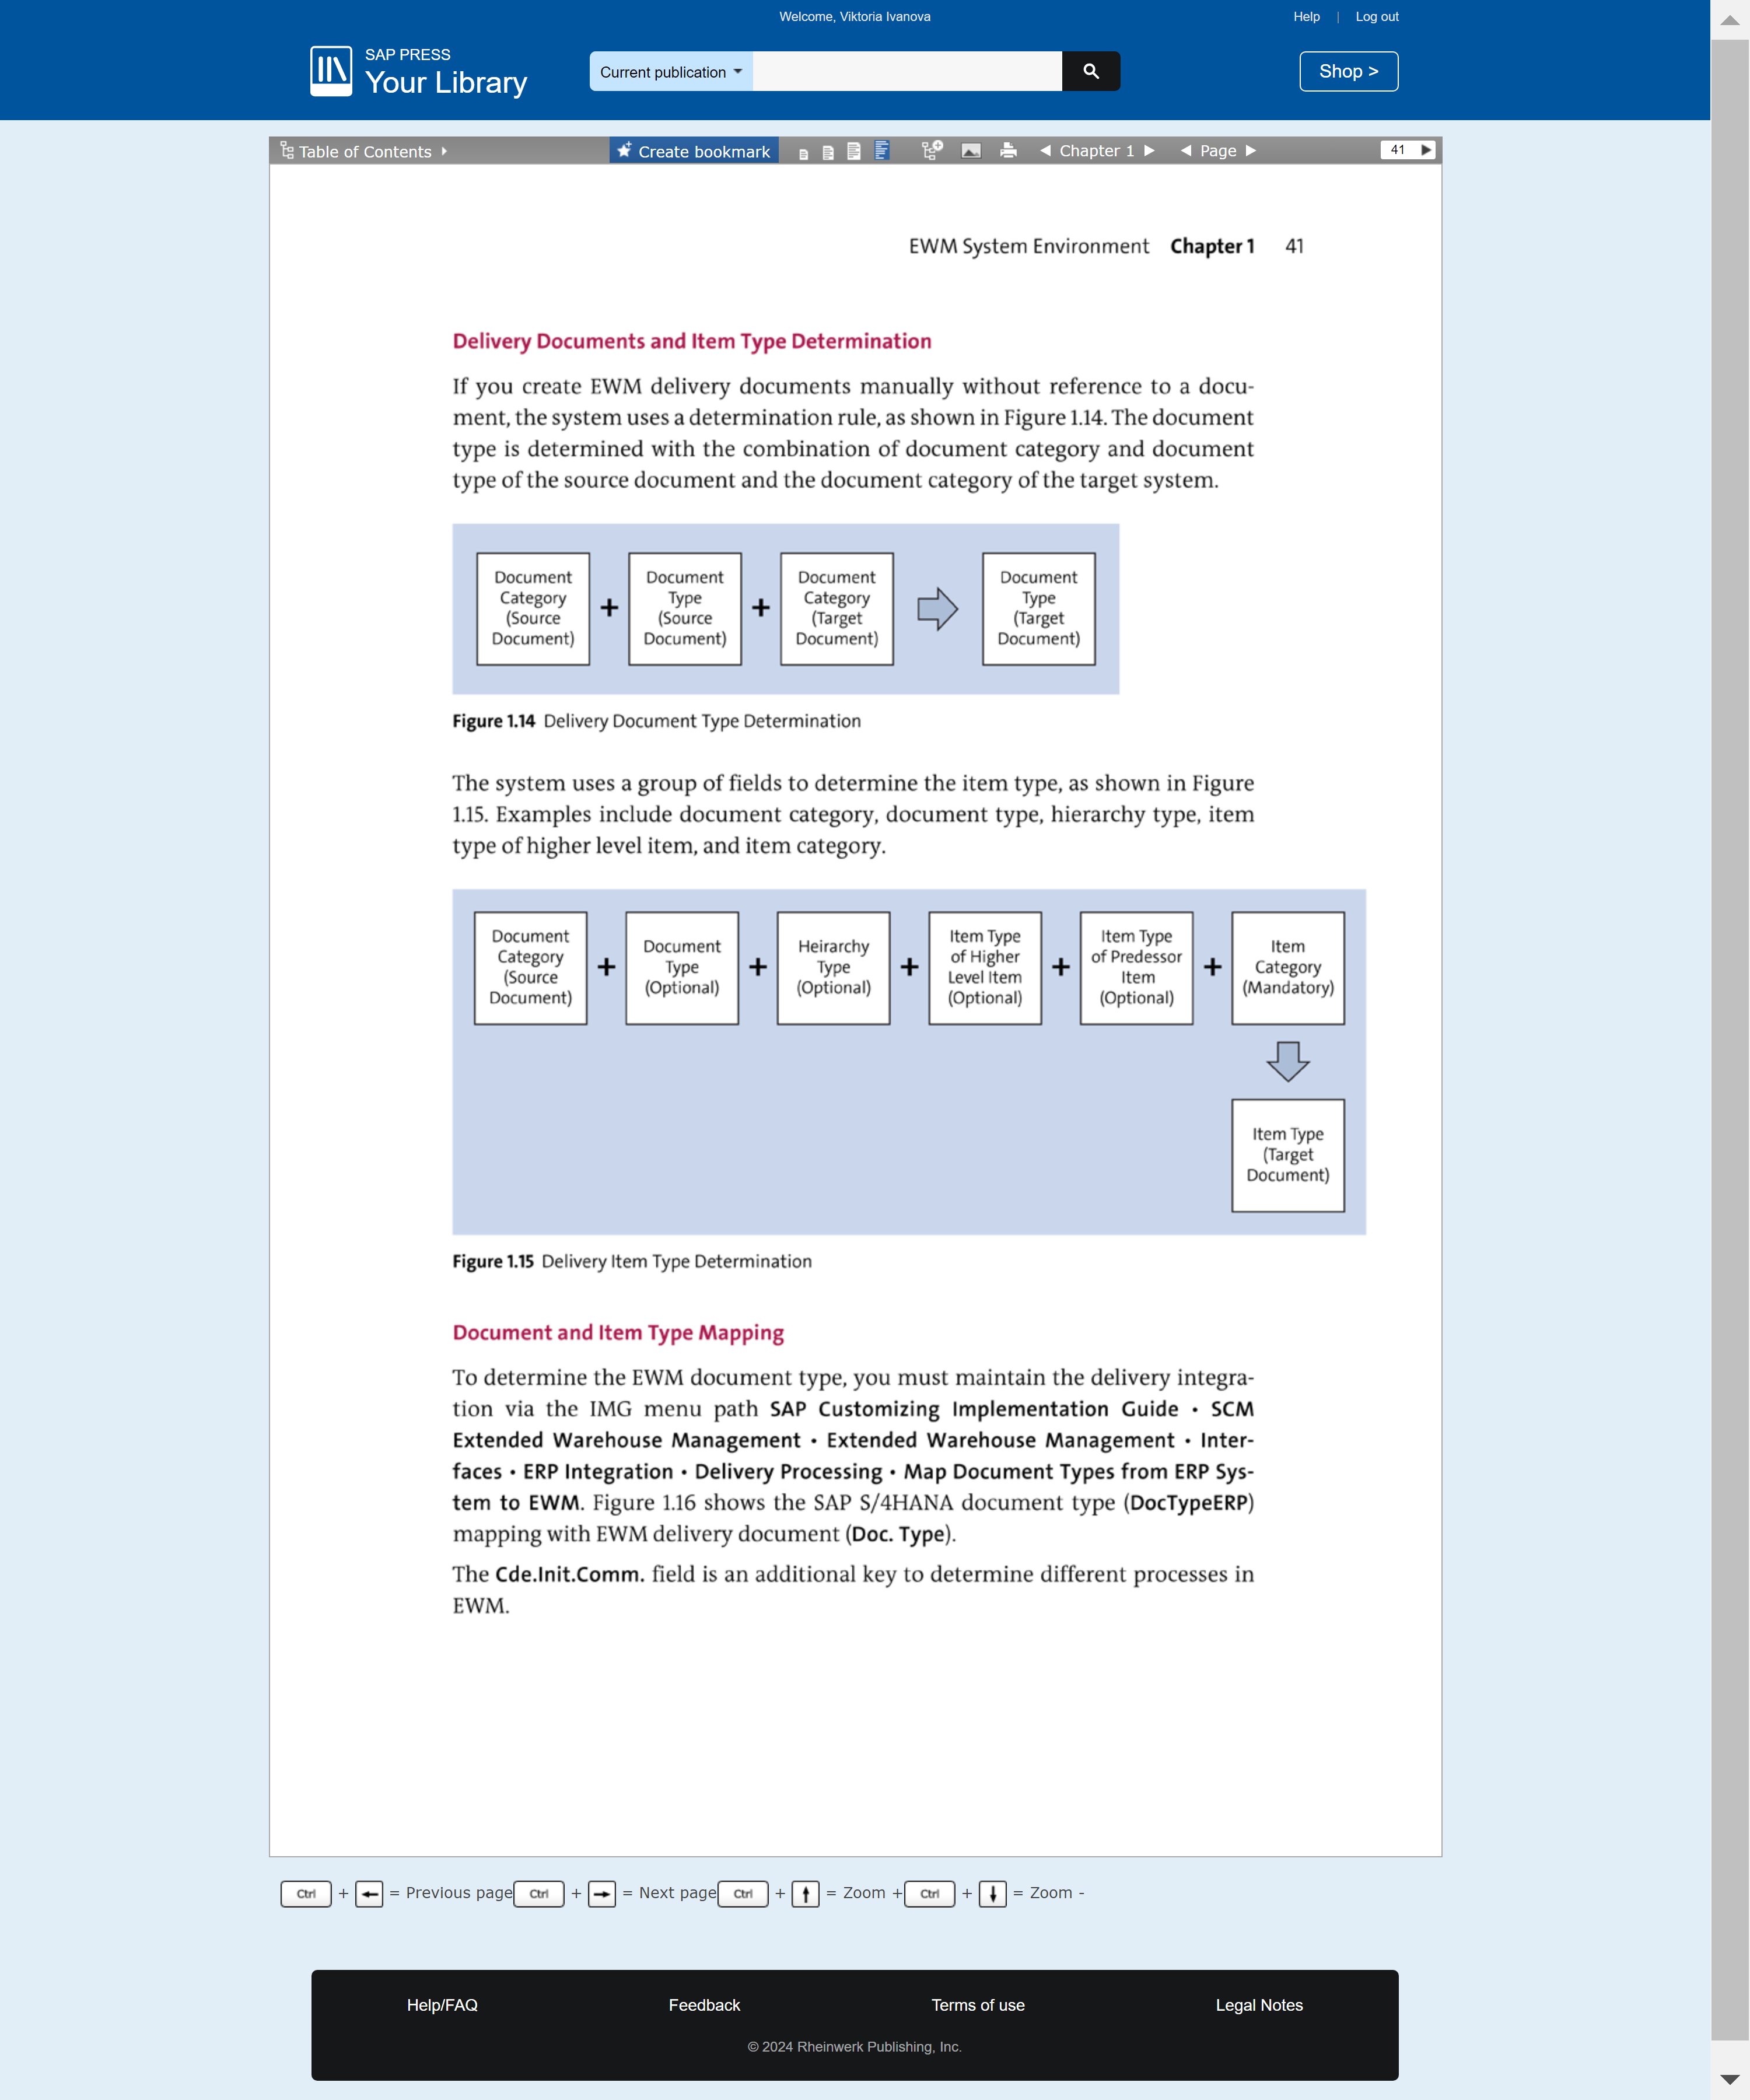 Welcome, Viktoria Ivanova
Help | Log out
SAP PRESS
Your Library
Current publication
Shop >
Table of Contents
Create bookmark
Chapter 1
Page
41
EWM System Environment Chapter 1 41
Delivery Documents and Item Type Determination
If you create EWM delivery documents manually without reference to a docu-
ment, the system uses a determination rule, as shown in Figure 1.14. The document
type is determined with the combination of document category and document
type of the source document and the document category of the target system.
Document
Category
(Source
Document)
+
Document
Type
(Source
Document)
+
Document
Category
(Target
Document)
Document
Type
(Target
Document)
Figure 1.14 Delivery Document Type Determination
The system uses a group of fields to determine the item type, as shown in Figure
1.15. Examples include document category, document type, hierarchy type, item
type of higher level item, and item category.
Document
Category
(Source
Document)
+
Document
Type
(Optional)
+
Heirarchy
Type
(Optional)
+
Item Type
of Higher
Level Item
(Optional)
+
Item Type
of Predessor
Item
(Optional)
+
Item
Category
(Mandatory)
Item Type
(Target
Document)
Figure 1.15 Delivery Item Type Determination
Document and Item Type Mapping
To determine the EWM document type, you must maintain the delivery integra-
tion via the IMG menu path SAP Customizing Implementation Guide • SCM
Extended Warehouse Management • Extended Warehouse Management • Inter-
faces • ERP Integration • Delivery Processing • Map Document Types from ERP Sys-
tem to EWM. Figure 1.16 shows the SAP S/4HANA document type (DocTypeERP)
mapping with EWM delivery document (Doc. Type).
The Cde.Init.Comm. field is an additional key to determine different processes in
EWM.
Ctrl + ← = Previous page Ctrl + → = Next page Ctrl + ↑ = Zoom + Ctrl + ↓ = Zoom -
Help/FAQ
Feedback
Terms of use
Legal Notes
© 2024 Rheinwerk Publishing, Inc.